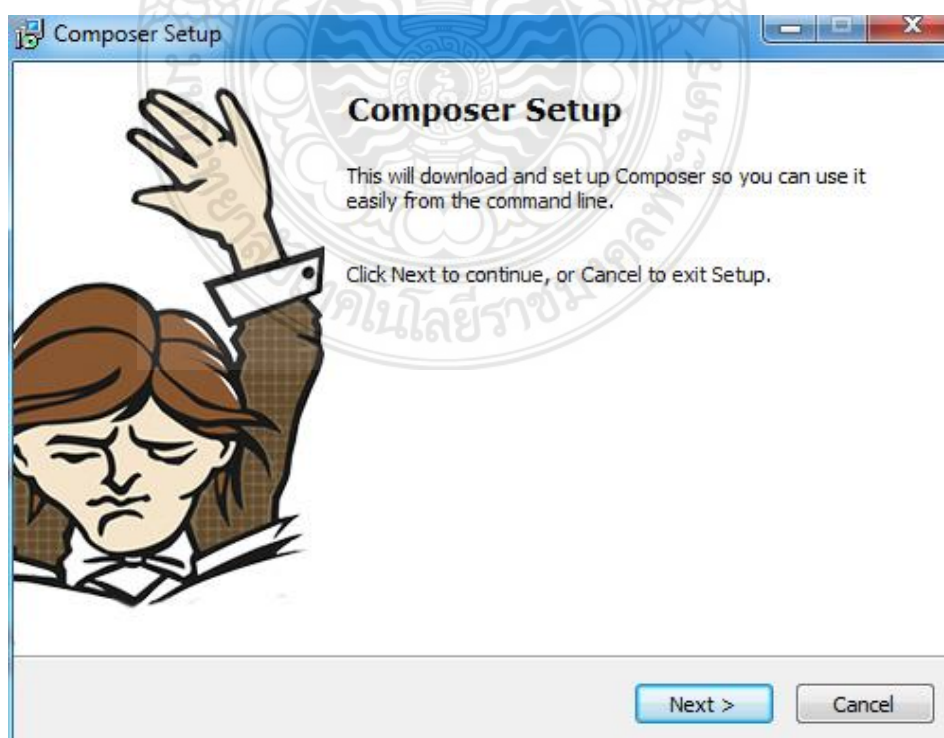 Composer Setup
Composer Setup
This will download and set up Composer so you can use it
easily from the command line.
Click Next to continue, or Cancel to exit Setup.
Next >
Cancel